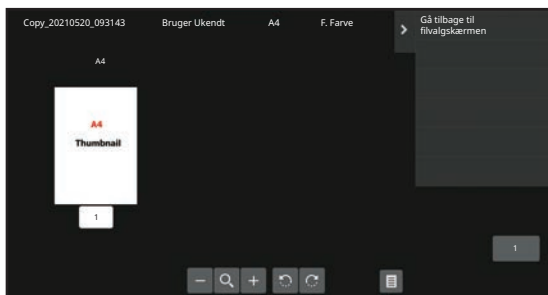 Copy_20210520_093143 Bruger Ukendt A4 F. Farve
Gå tilbage til
filvalgskærmen
A4
A4
Thumbnail
1
1